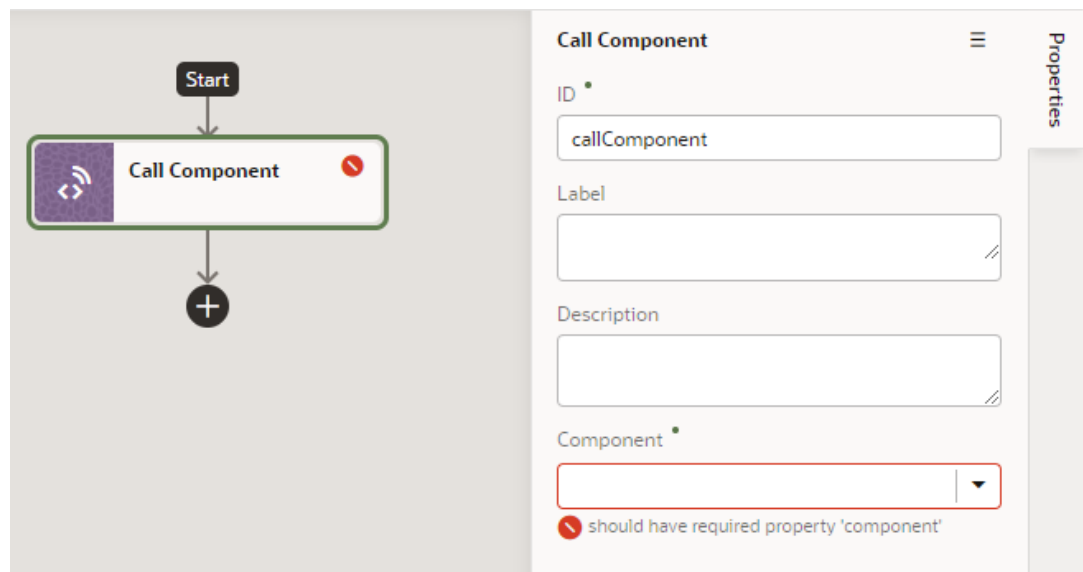 Start
Call Component
Call Component
ID
callComponent
Label
Description
Component
should have required property 'component'
Properties